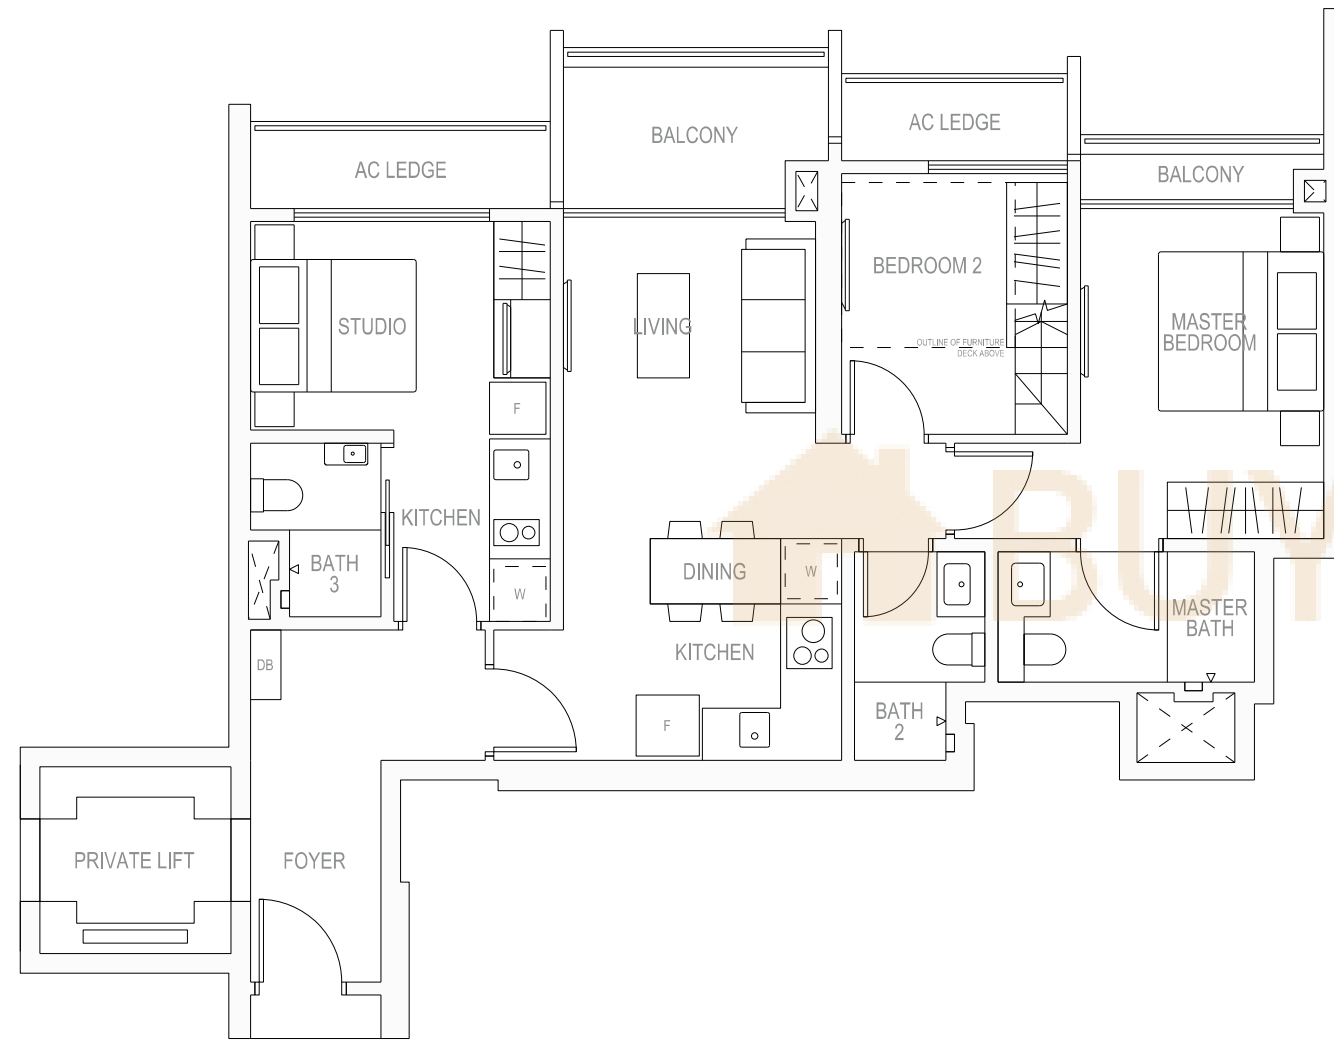 AC LEDGE
BALCONY
AC LEDGE
BALCONY
STUDIO
LIVING
BEDROOM 2
OUTLINE OF FURNITURE
DECK ABOVE
MASTER
BEDROOM
F
KITCHEN
BATH
3
W
DINING
W
KITCHEN
MASTER
BATH
DB
F
BATH
2
PRIVATE LIFT
FOYER
BUY